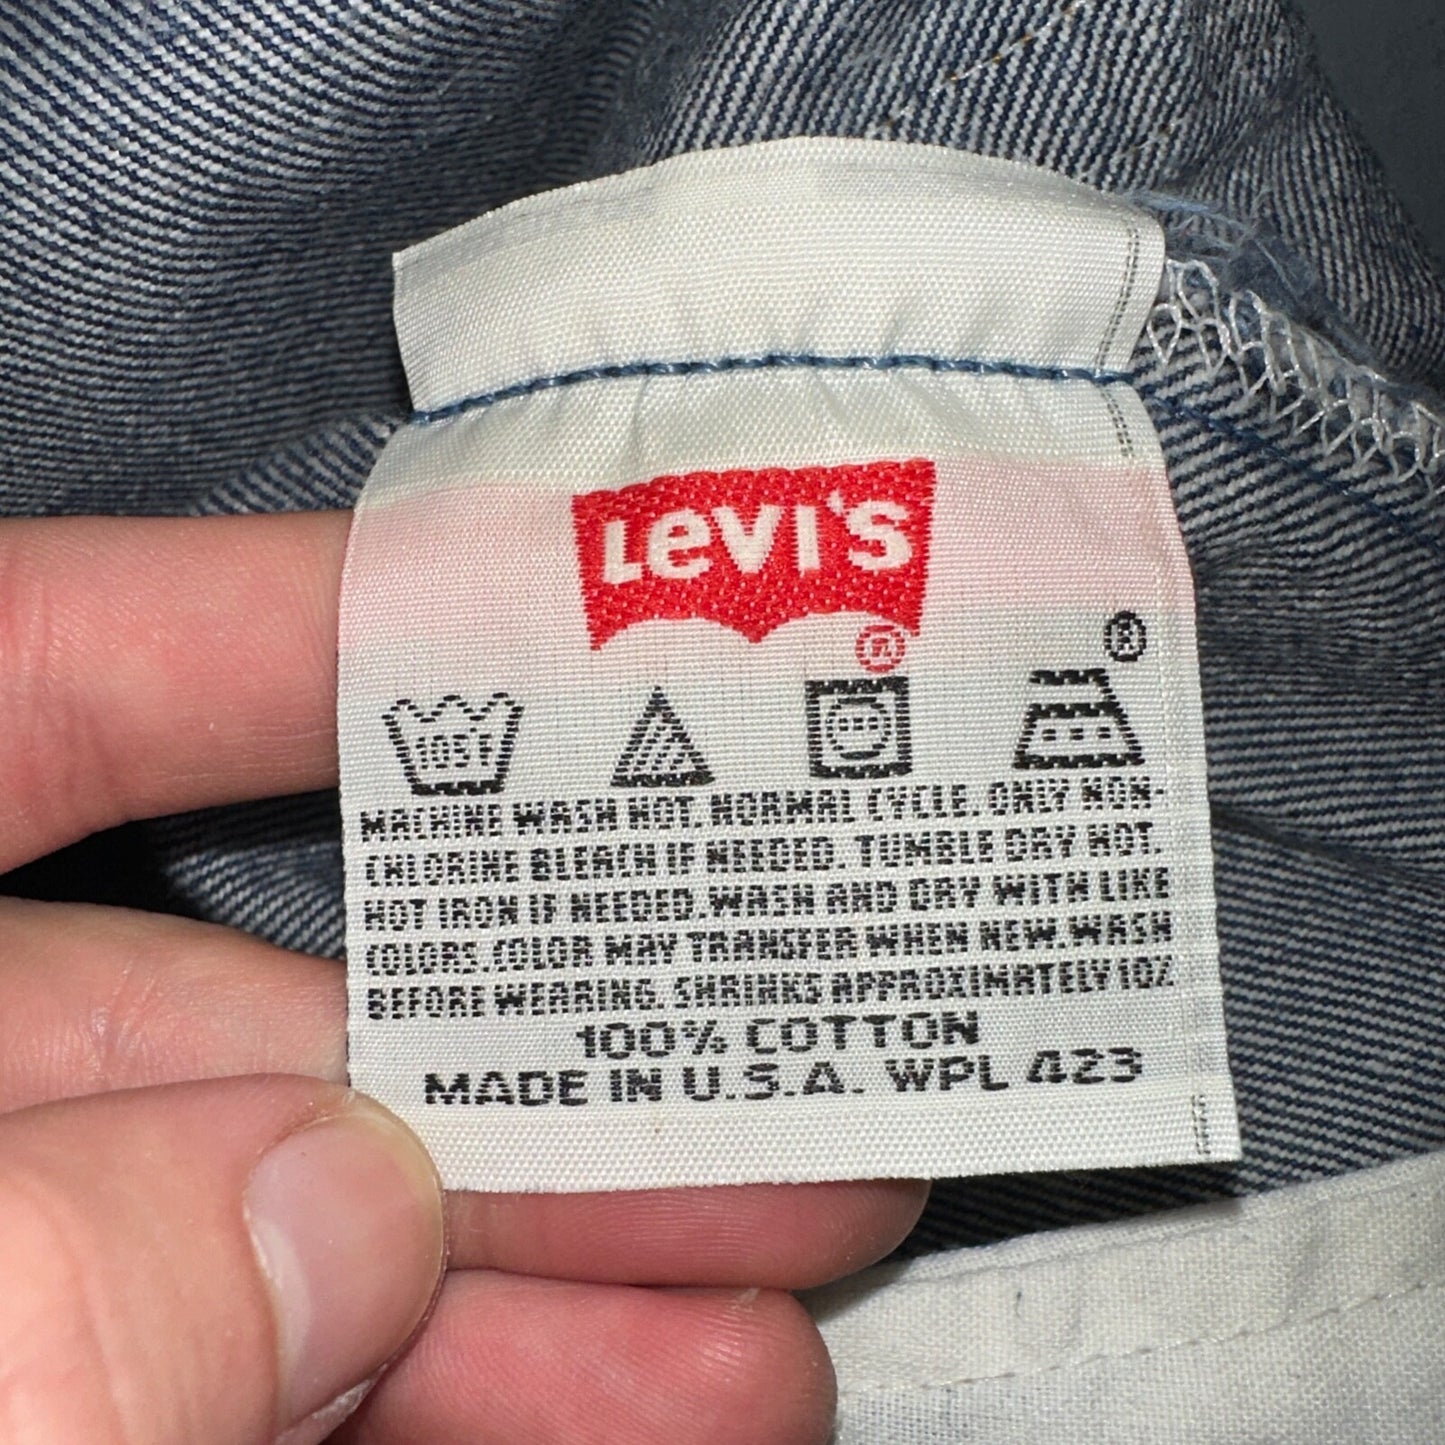 LEVI'S
®
®
105°F
MACHINE WASH HOT. NORMAL CYCLE. ONLY NON-
CHLORINE BLEACH IF NEEDED. TUMBLE DRY HOT.
HOT IRON IF NEEDED. WASH AND DRY WITH LIKE
COLORS. COLOR MAY TRANSFER WHEN NEW. WASH
BEFORE WEARING. SHRINKS APPROXIMATELY 10%
100% COTTON
MADE IN U.S.A. WPL 423